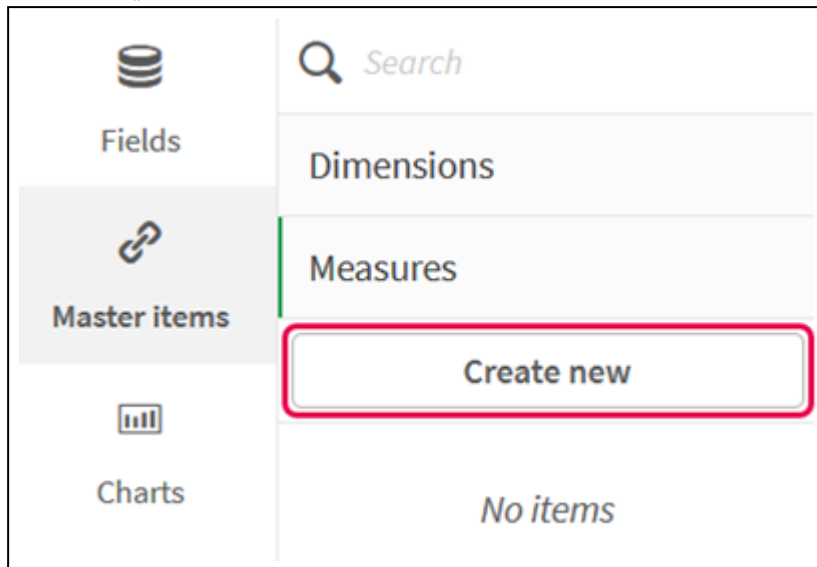 Fields
Master items
Charts
Search
Dimensions
Measures
Create new
No items